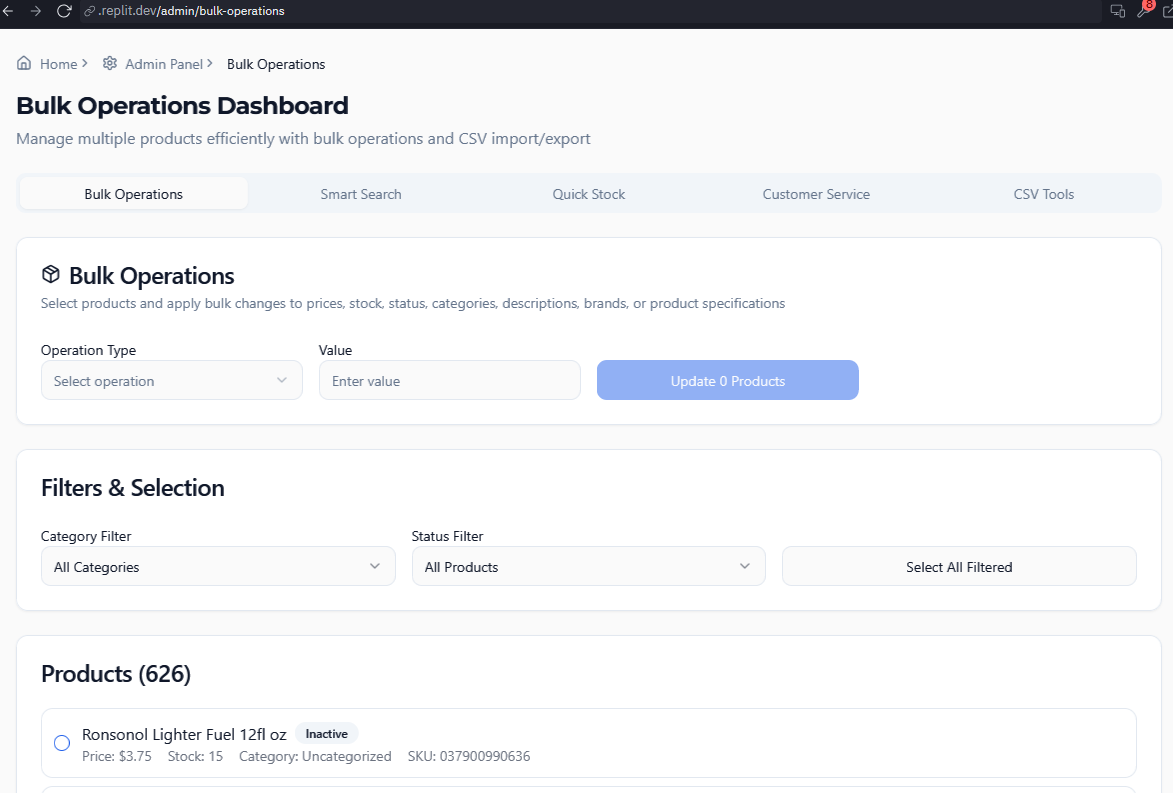 .replit.dev/admin/bulk-operations
8
Home > Admin Panel > Bulk Operations
Bulk Operations Dashboard
Manage multiple products efficiently with bulk operations and CSV import/export
Bulk Operations Smart Search Quick Stock Customer Service CSV Tools
Bulk Operations
Select products and apply bulk changes to prices, stock, status, categories, descriptions, brands, or product specifications
Operation Type Value
Select operation Enter value Update 0 Products
Filters & Selection
Category Filter Status Filter
All Categories All Products Select All Filtered
Products (626)
Ronsonol Lighter Fuel 12fl oz Inactive
Price: $3.75 Stock: 15 Category: Uncategorized SKU: 037900990636